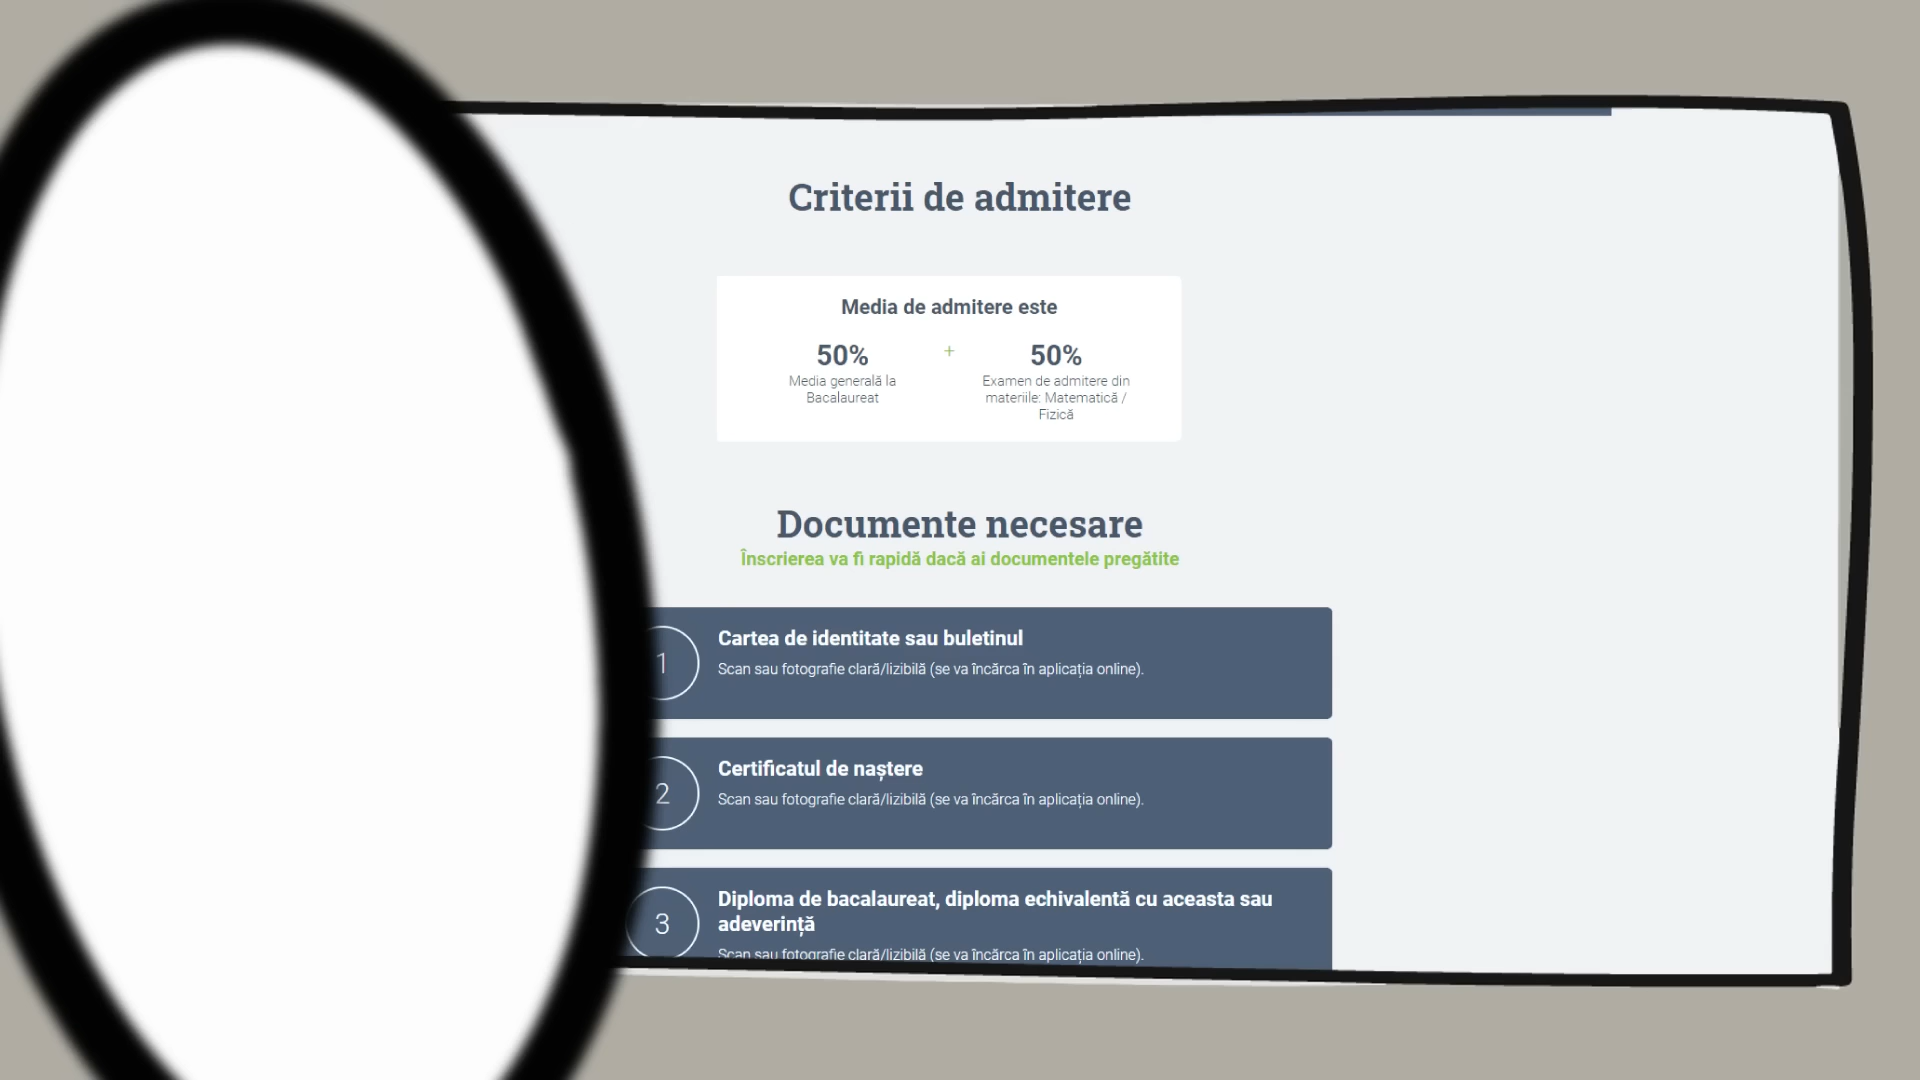 Criterii de admitere
Media de admitere este
50% + 50%
Media generală la
Bacalaureat
Examen de admitere din
materiile: Matematică /
Fizică
Documente necesare
Înscrierea va fi rapidă dacă ai documentele pregătite
1
Cartea de identitate sau buletinul
Scan sau fotografie clară/lizibilă (se va încărca în aplicația online).
2
Certificatul de naștere
Scan sau fotografie clară/lizibilă (se va încărca în aplicația online).
3
Diploma de bacalaureat, diploma echivalentă cu aceasta sau
adeverință
Scan sau fotografie clară/lizibilă (se va încărca în aplicația online).